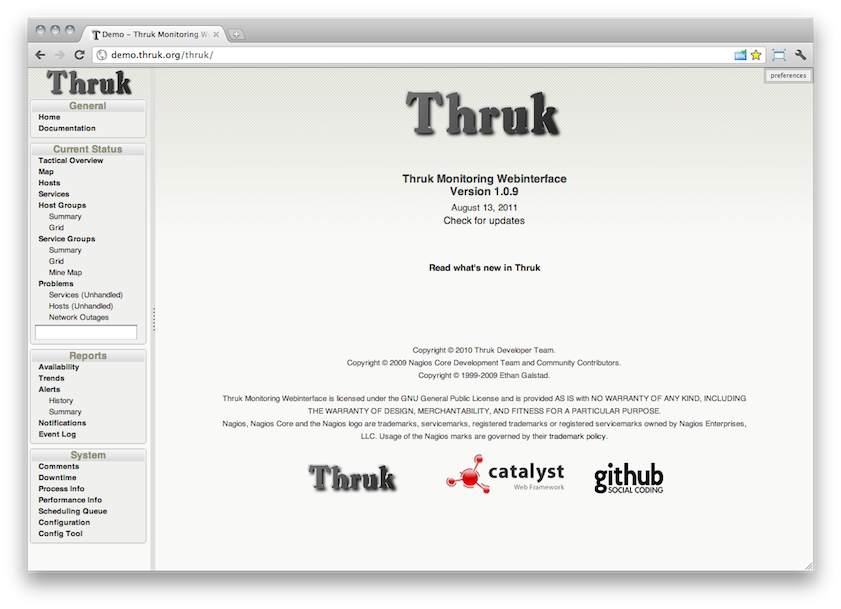 Demo – Thruk Monitoring W
demo.thruk.org/thruk/
preferences
Thruk
General
Home
Documentation
Current Status
Tactical Overview
Map
Hosts
Services
Host Groups
Summary
Grid
Service Groups
Summary
Grid
Mine Map
Problems
Services (Unhandled)
Hosts (Unhandled)
Network Outages
Reports
Availability
Trends
Alerts
History
Summary
Notifications
Event Log
System
Comments
Downtime
Process Info
Performance Info
Scheduling Queue
Configuration
Config Tool
Thruk
Thruk Monitoring Webinterface
Version 1.0.9
August 13, 2011
Check for updates
Read what's new in Thruk
Copyright © 2010 Thruk Developer Team.
Copyright © 2009 Nagios Core Development Team and Community Contributors.
Copyright © 1999-2009 Ethan Galstad.
Thruk Monitoring Webinterface is licensed under the GNU General Public License and is provided AS IS with NO WARRANTY OF ANY KIND, INCLUDING
THE WARRANTY OF DESIGN, MERCHANTABILITY, AND FITNESS FOR A PARTICULAR PURPOSE.
Nagios, Nagios Core and the Nagios logo are trademarks, servicemarks, registered trademarks or registered servicemarks owned by Nagios Enterprises,
LLC. Usage of the Nagios marks are governed by their trademark policy.
Thruk
catalyst
Web Framework
github
SOCIAL CODING